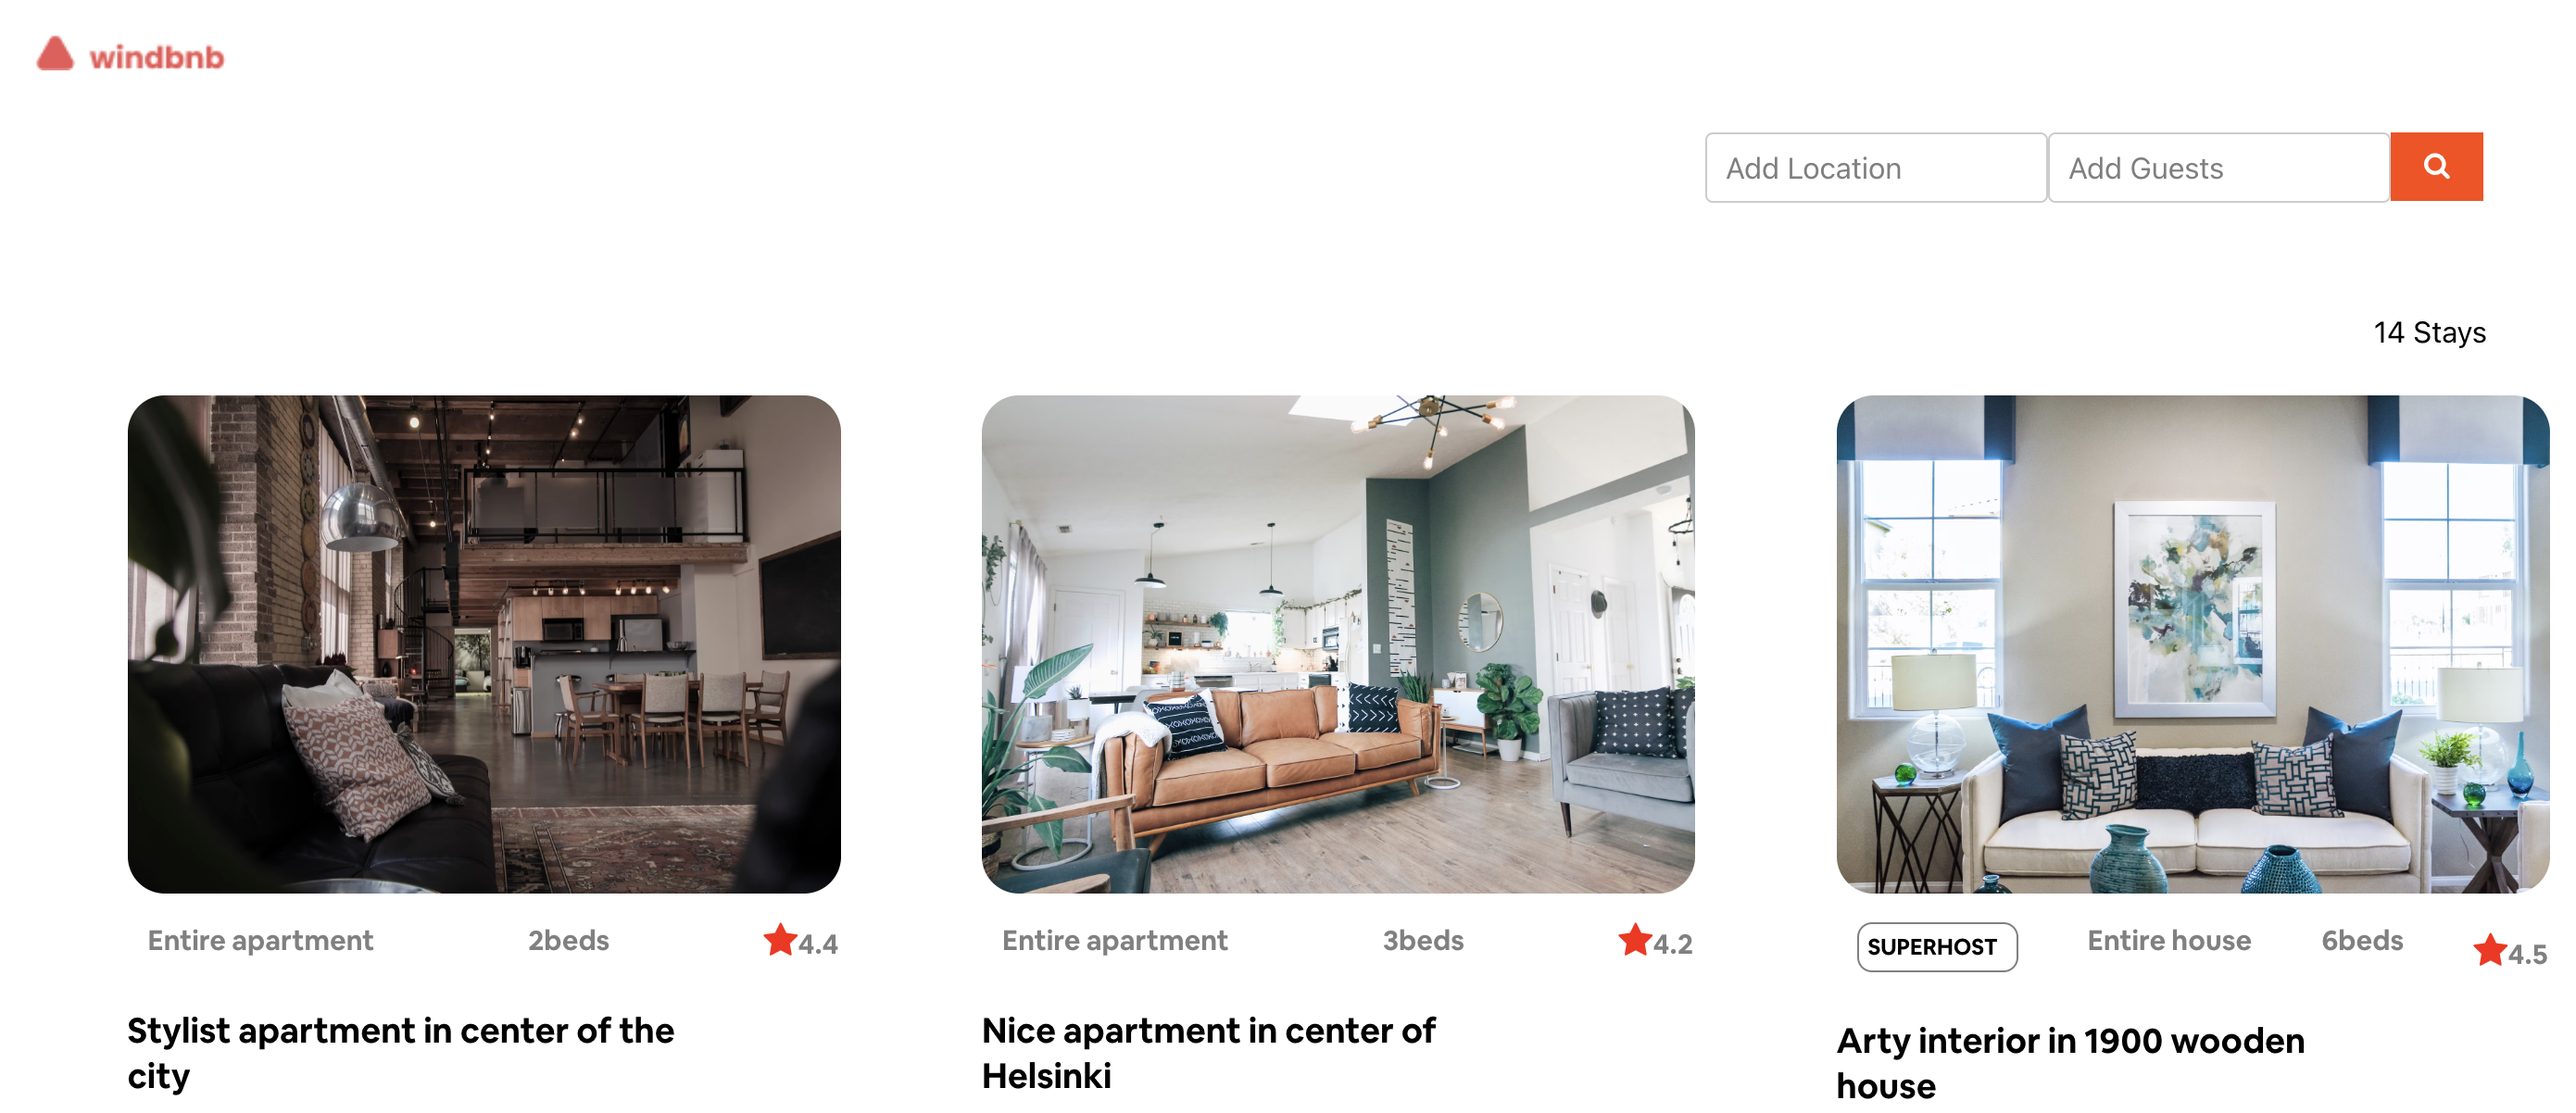 windbnb
Add Location Add Guests
14 Stays
Entire apartment 2beds 4.4
Stylist apartment in center of the
city
Entire apartment 3beds 4.2
Nice apartment in center of
Helsinki
SUPERHOST Entire house 6beds 4.5
Arty interior in 1900 wooden
house